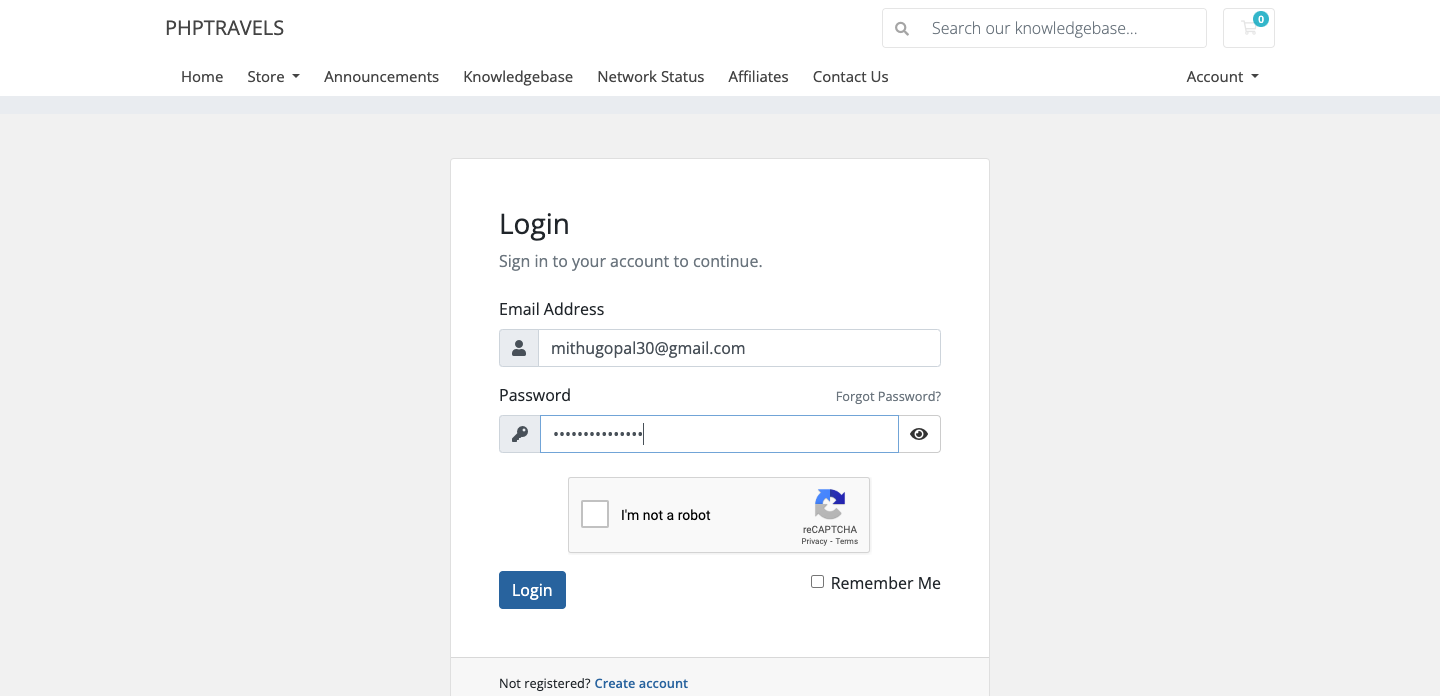 PHPTRAVELS
Search our knowledgebase...
0
Home Store Announcements Knowledgebase Network Status Affiliates Contact Us Account
Login
Sign in to your account to continue.
Email Address
mithugopal30@gmail.com
Password Forgot Password?
•••••••••••••••
I'm not a robot
reCAPTCHA
Privacy - Terms
Login Remember Me
Not registered? Create account